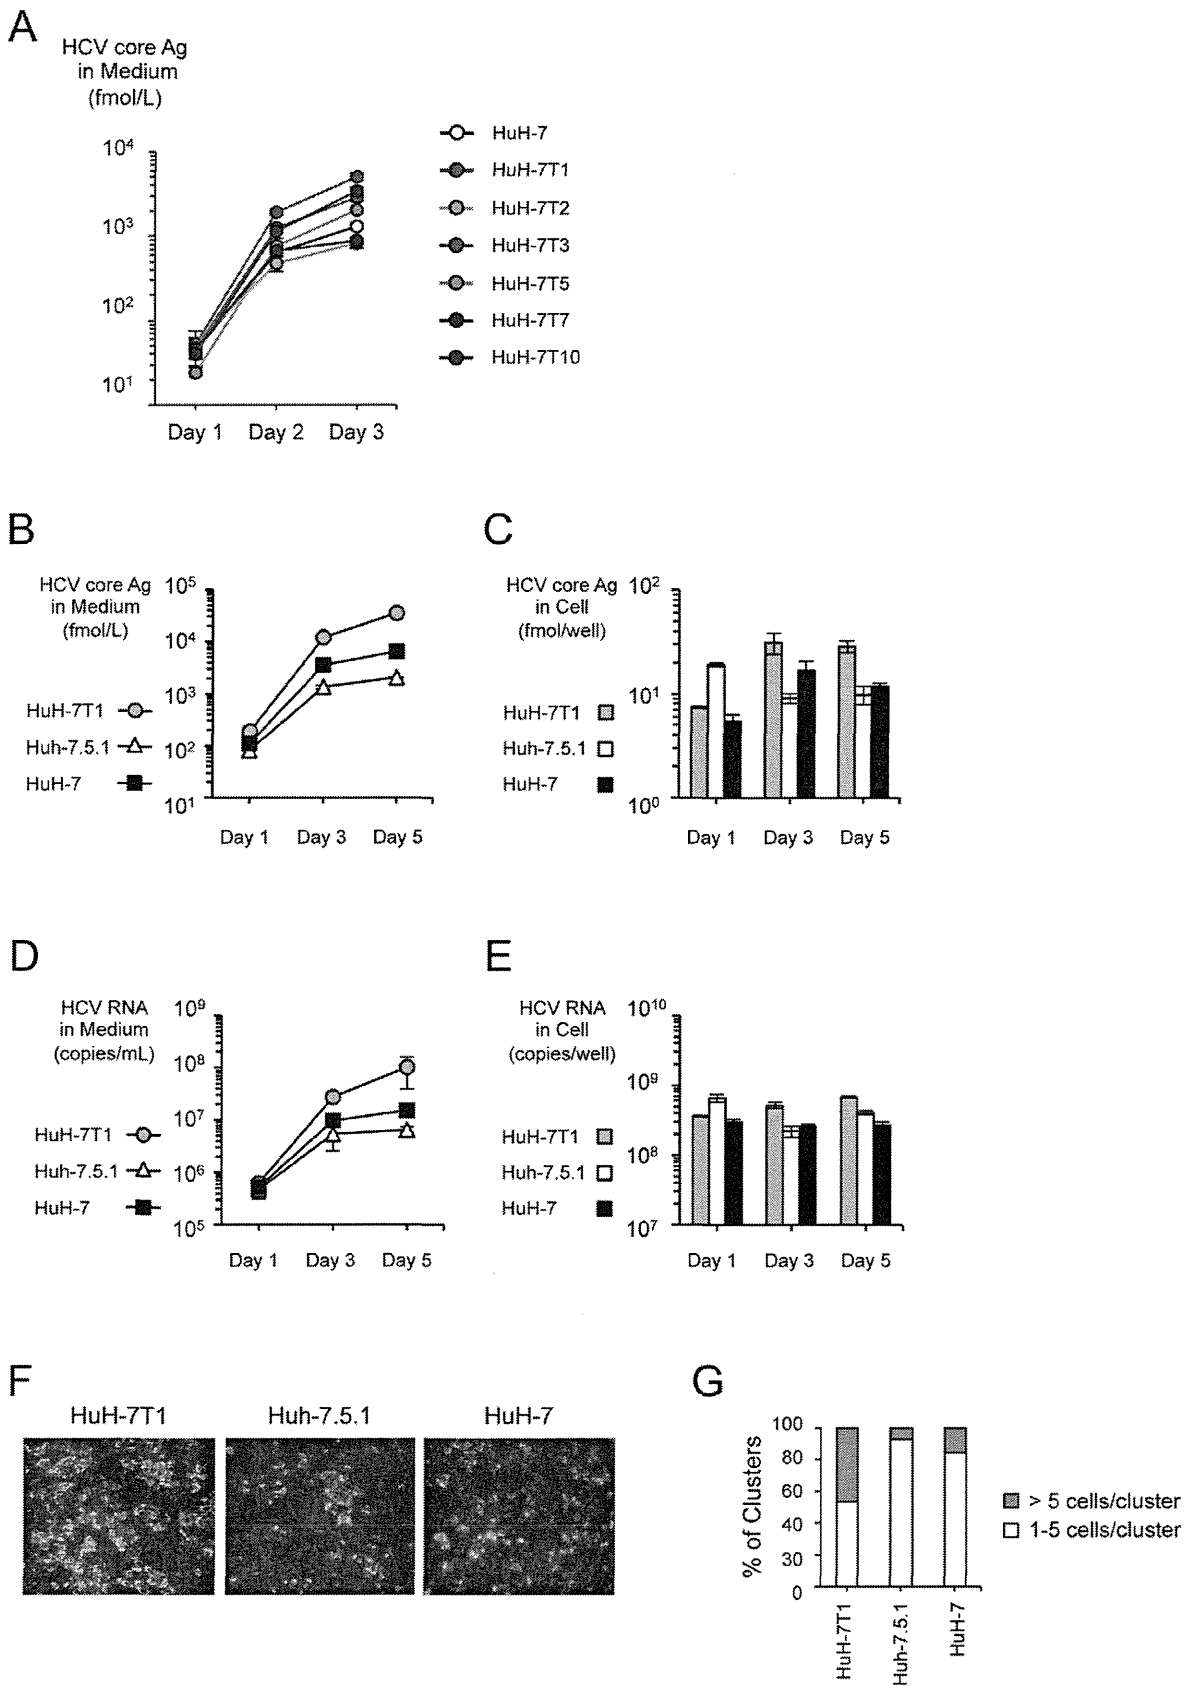 A
HCV core Ag
in Medium
(fmol/L)
10⁴
10³
10²
10¹
Day 1 Day 2 Day 3
HuH-7
HuH-7T1
HuH-7T2
HuH-7T3
HuH-7T5
HuH-7T7
HuH-7T10
B
HCV core Ag
in Medium
(fmol/L)
10⁵
10⁴
10³
10²
10¹
HuH-7T1
Huh-7.5.1
HuH-7
Day 1 Day 3 Day 5
C
HCV core Ag
in Cell
(fmol/well)
10²
10¹
10⁰
HuH-7T1
Huh-7.5.1
HuH-7
Day 1 Day 3 Day 5
D
HCV RNA
in Medium
(copies/mL)
10⁹
10⁸
10⁷
10⁶
10⁵
HuH-7T1
Huh-7.5.1
HuH-7
Day 1 Day 3 Day 5
E
HCV RNA
in Cell
(copies/well)
10¹⁰
10⁹
10⁸
10⁷
HuH-7T1
Huh-7.5.1
HuH-7
Day 1 Day 3 Day 5
F
HuH-7T1 Huh-7.5.1 HuH-7
G
% of Clusters
100
80
60
40
30
0
HuH-7T1
Huh-7.5.1
HuH-7
> 5 cells/cluster
1-5 cells/cluster